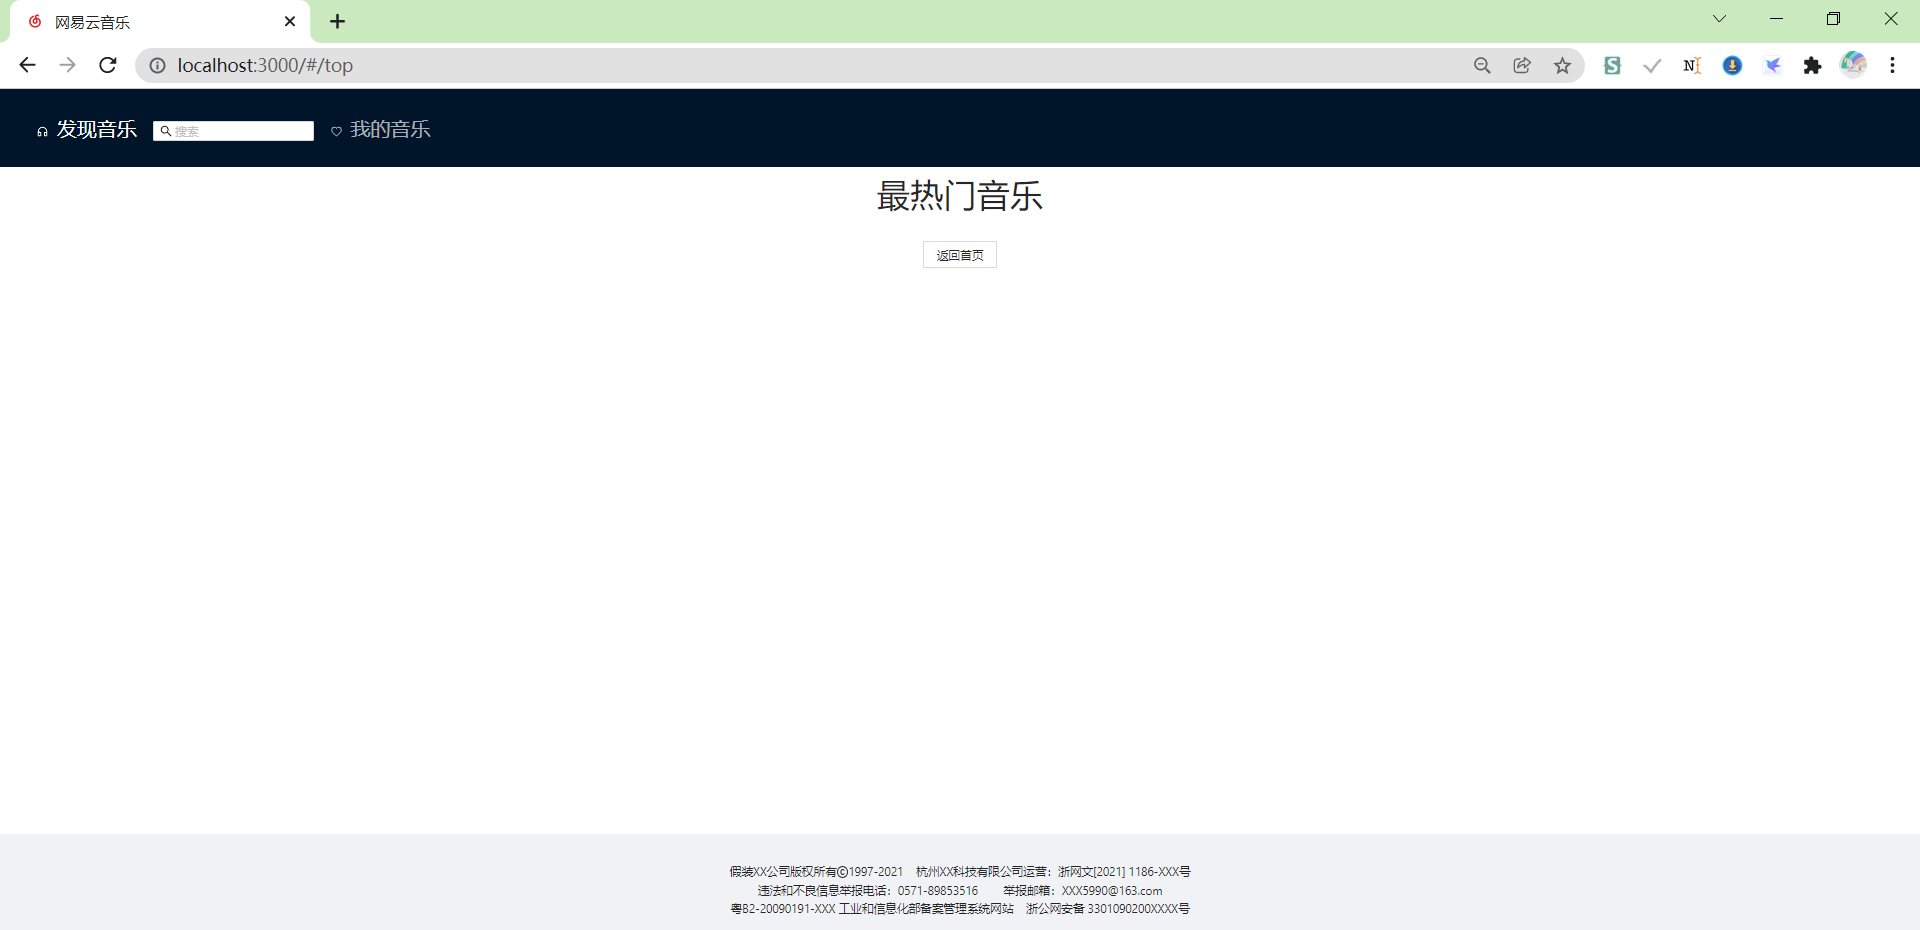 网易云音乐
localhost:3000/#/top
发现音乐 搜索 我的音乐
最热门音乐
返回首页
假装XX公司版权所有©1997-2021 杭州XX科技有限公司运营：浙网文[2021] 1186-XXX号
违法和不良信息举报电话：0571-89853516 举报邮箱：XXX5990@163.com
粤B2-20090191-XXX 工业和信息化部备案管理系统网站 浙公网安备 3301090200XXXX号